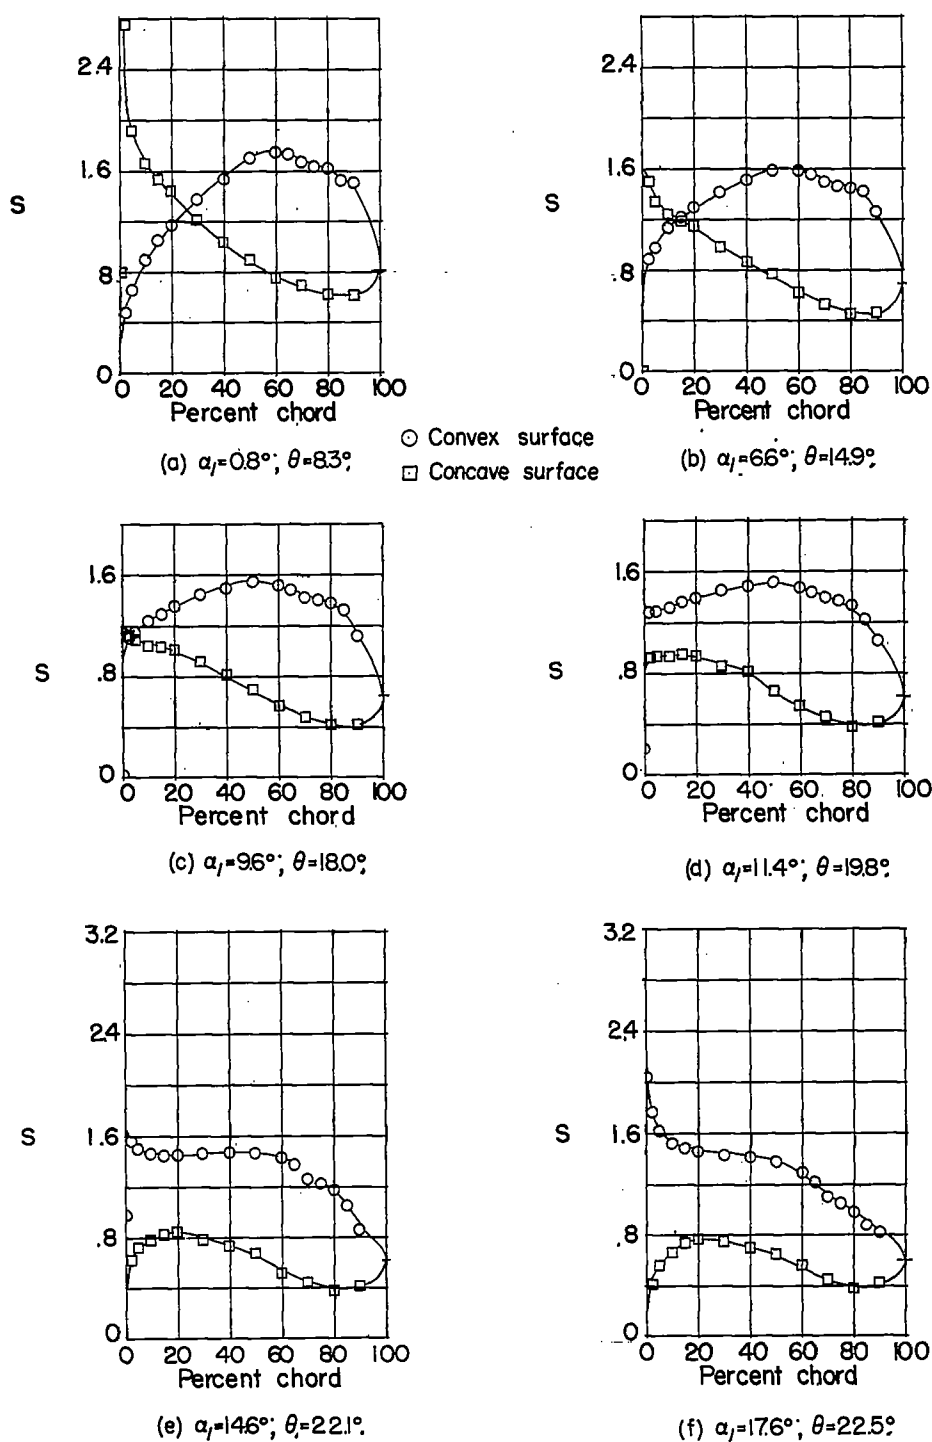 2.4
1.6
S
.8
0
0 20 40 60 80 100
Percent chord
(a) α₁=0.8°; θ=8.3°.
2.4
1.6
S
.8
0
0 20 40 60 80 100
Percent chord
(b) α₁=6.6°; θ=14.9°.
Convex surface
Concave surface
1.6
S
.8
0
0 20 40 60 80 100
Percent chord
(c) α₁=9.6°; θ=18.0°.
1.6
S
.8
0
0 20 40 60 80 100
Percent chord
(d) α₁=11.4°; θ=19.8°.
3.2
2.4
S
1.6
.8
0
0 20 40 60 80 100
Percent chord
(e) α₁=14.6°; θ=22.1°.
3.2
2.4
S
1.6
.8
0
0 20 40 60 80 100
Percent chord
(f) α₁=17.6°; θ=22.5°.